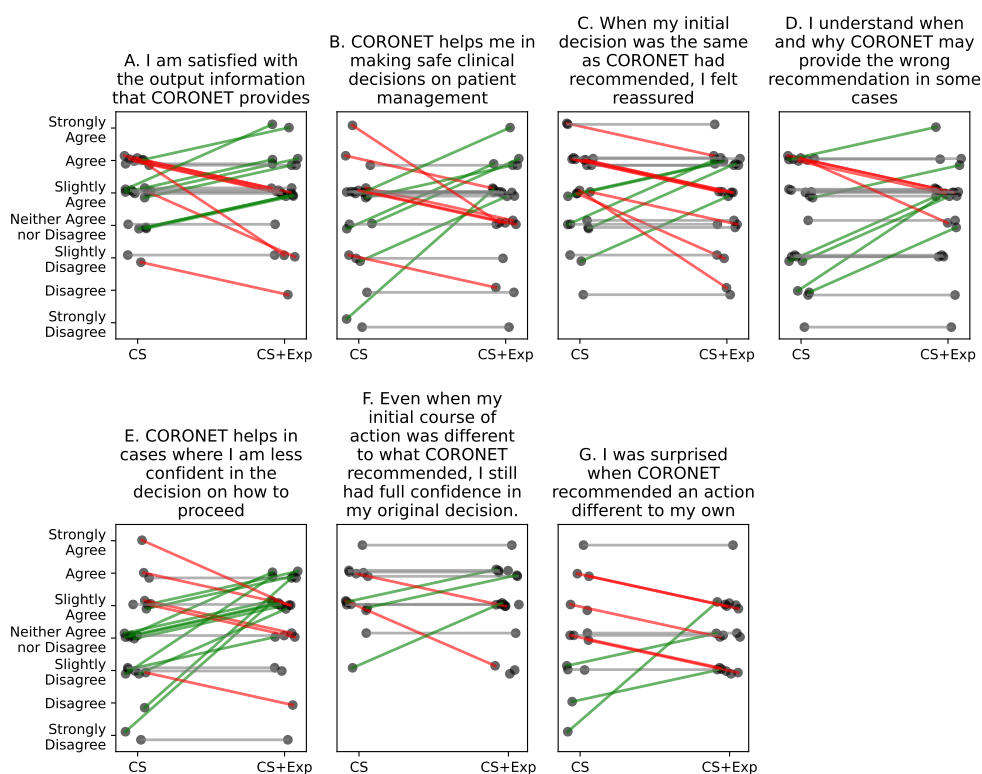 A. I am satisfied with
the output information
that CORONET provides
B. CORONET helps me in
making safe clinical
decisions on patient
management
C. When my initial
decision was the same
as CORONET had
recommended, I felt
reassured
D. I understand when
and why CORONET may
provide the wrong
recommendation in some
cases
Strongly
Agree
Agree
Slightly
Agree
Neither Agree
nor Disagree
Slightly
Disagree
Disagree
Strongly
Disagree
CS
CS+Exp
CS
CS+Exp
CS
CS+Exp
CS
CS+Exp
E. CORONET helps in
cases where I am less
confident in the
decision on how to
proceed
F. Even when my
initial course of
action was different
to what CORONET
recommended, I still
had full confidence in
my original decision.
G. I was surprised
when CORONET
recommended an action
different to my own
Strongly
Agree
Agree
Slightly
Agree
Neither Agree
nor Disagree
Slightly
Disagree
Disagree
Strongly
Disagree
CS
CS+Exp
CS
CS+Exp
CS
CS+Exp